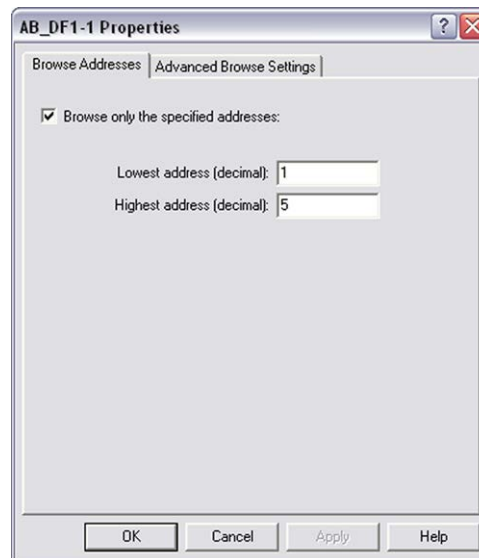 AB_DF1-1 Properties
Browse Addresses Advanced Browse Settings
Browse only the specified addresses:
Lowest address (decimal): 1
Highest address (decimal): 5
OK Cancel Apply Help